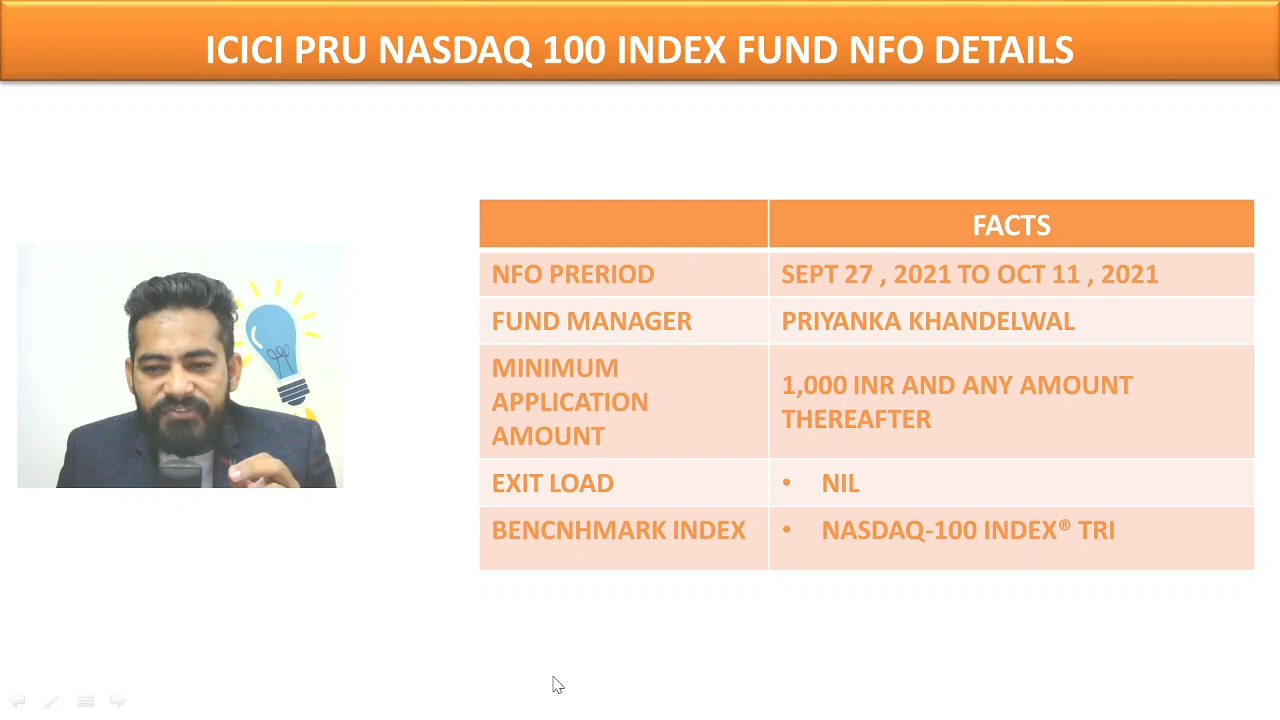 ICICI PRU NASDAQ 100 INDEX FUND NFO DETAILS
FACTS
NFO PRERIOD
SEPT 27 , 2021 TO OCT 11 , 2021
FUND MANAGER
PRIYANKA KHANDELWAL
MINIMUM
APPLICATION
AMOUNT
1,000 INR AND ANY AMOUNT
THEREAFTER
EXIT LOAD
• NIL
BENCNHMARK INDEX
• NASDAQ-100 INDEX® TRI